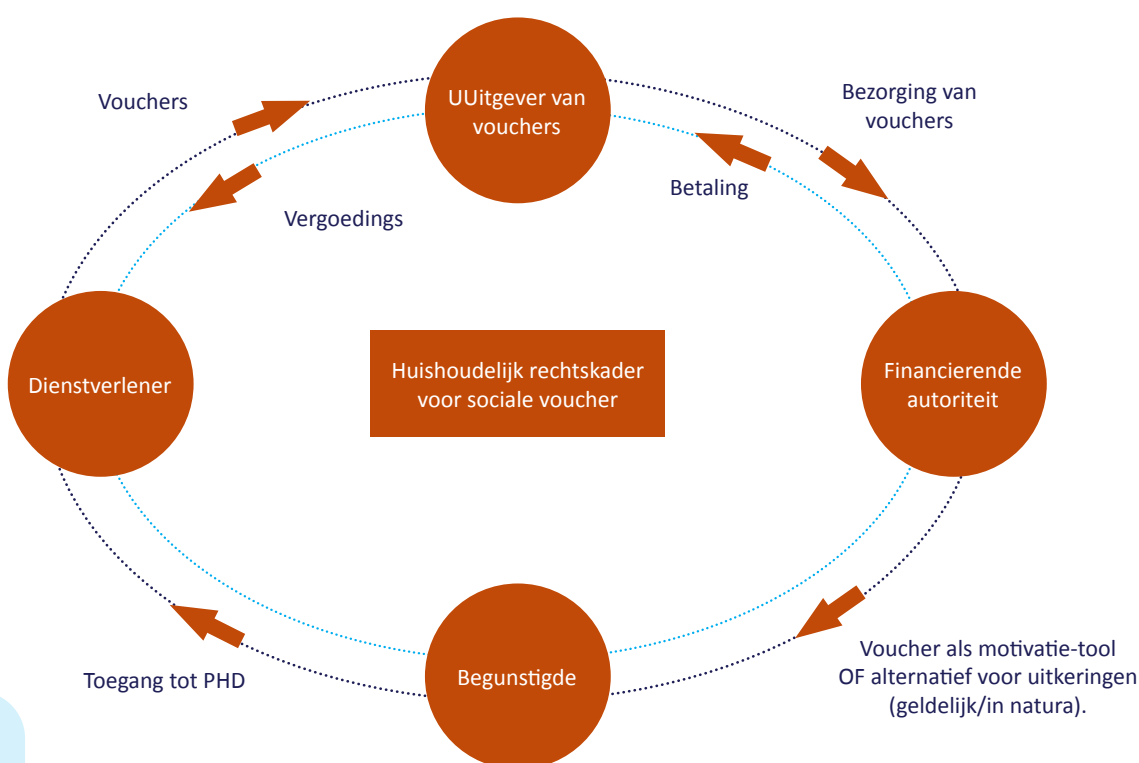 UUitgever van
vouchers
Vouchers
Bezorging van
vouchers
Betaling
Vergoedings
Dienstverlener
Huishoudelijk rechtskader
voor sociale voucher
Financierende
autoriteit
Toegang tot PHD
Begunstigde
Voucher als motivatie-tool
OF alternatief voor uitkeringen
(geldelijk/in natura).